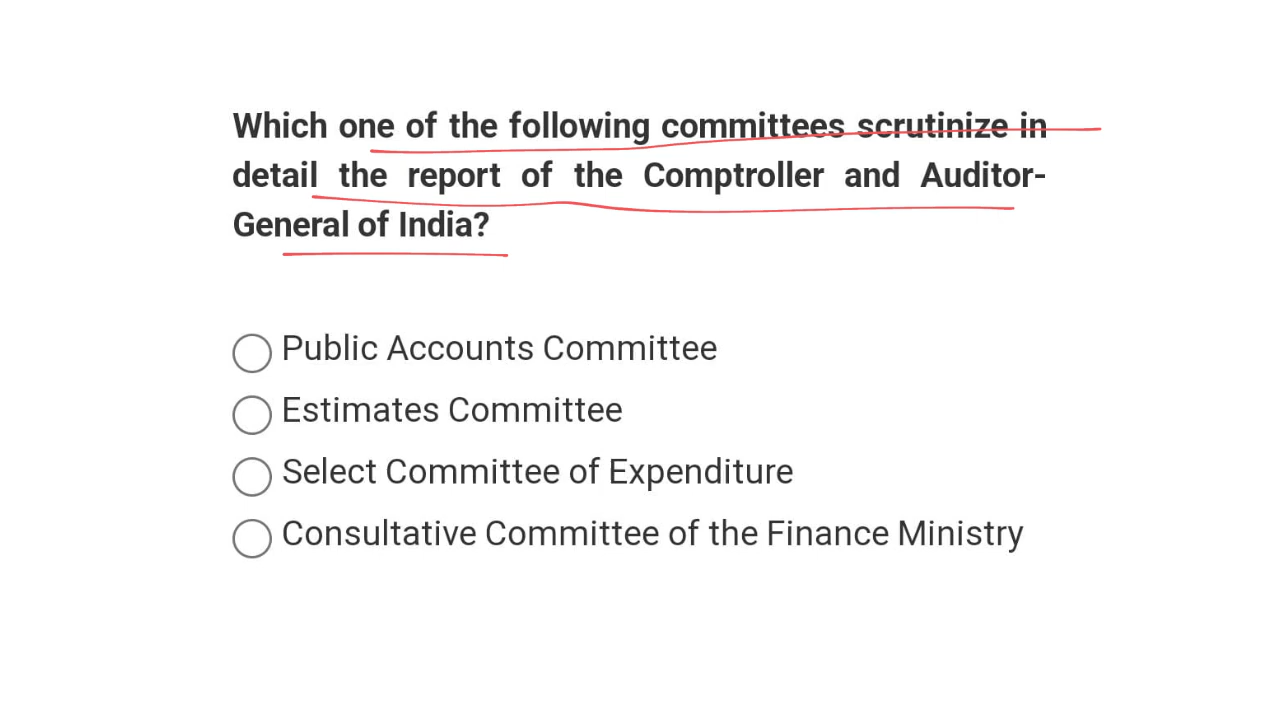 Which one of the following committees scrutinize in
detail the report of the Comptroller and Auditor-
General of India?
Public Accounts Committee
Estimates Committee
Select Committee of Expenditure
Consultative Committee of the Finance Ministry